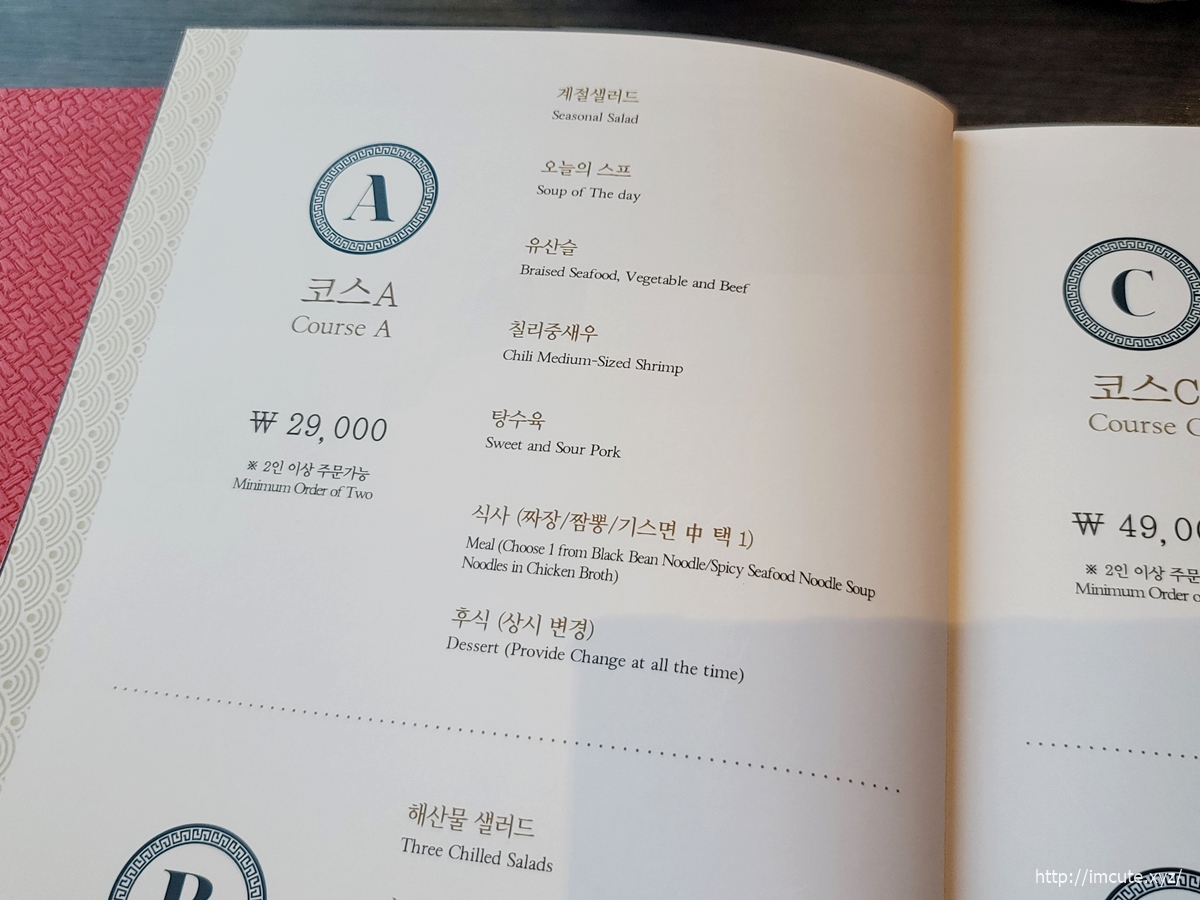 계절샐러드
Seasonal Salad
오늘의 스프
Soup of The day
유산슬
Braised Seafood, Vegetable and Beef
칠리중새우
Chili Medium-Sized Shrimp
탕수육
Sweet and Sour Pork
식사 (짜장/짬뽕/기스면 中 택 1)
Meal (Choose 1 from Black Bean Noodle/Spicy Seafood Noodle Soup
Noodles in Chicken Broth)
후식 (상시 변경)
Dessert (Provide Change at all the time)
A
코스A
Course A
₩ 29,000
※ 2인 이상 주문가능
Minimum Order of Two
해산물 샐러드
Three Chilled Salads
B
C
코스C
Course C
₩ 49,0
※ 2인 이상 주문
Minimum Order o
http://imcute.xyz/